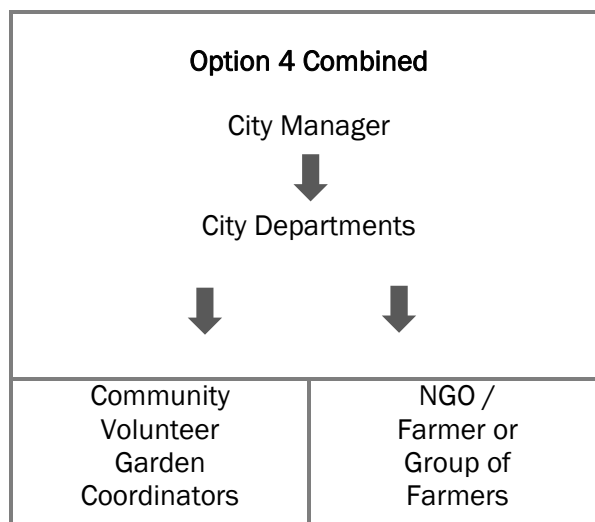 Option 4 Combined
City Manager
City Departments
Community
Volunteer
Garden
Coordinators
NGO /
Farmer or
Group of
Farmers